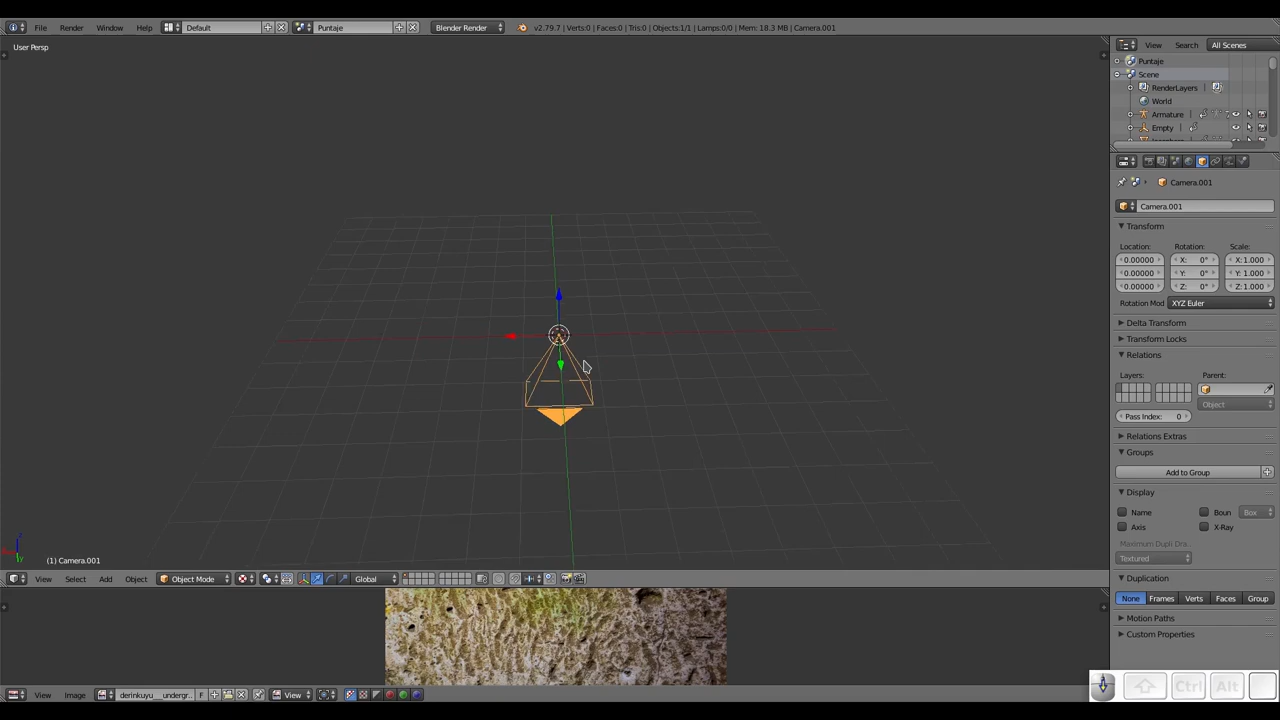 File Render Window Help Default Puntaje Blender Render v2.79.7 | Verts:0 | Faces:0 | Tris:0 | Objects:1/1 | Lamps:0/0 | Mem: 18.3 MB | Camera.001
User Persp
View Search All Scenes
Puntaje
Scene
RenderLayers
World
Armature
Empty
Camera.001
Camera.001
Transform
Location: Rotation: Scale:
0.00000 X: 0° X: 1.000
0.00000 Y: 0° Y: 1.000
0.00000 Z: 0° Z: 1.000
Rotation Mod XYZ Euler
Delta Transform
Transform Locks
Relations
Layers: Parent:
Object
Pass Index: 0
Relations Extras
Groups
Add to Group
Display
Name Boun Box
Axis X-Ray
Maximum Dupli Dra..
Textured
Duplication
None Frames Verts Faces Group
Motion Paths
Custom Properties
z
y
(1) Camera.001
View Select Add Object Object Mode Global
View Image derinkuyu__undergr.. F View
Ctrl Alt